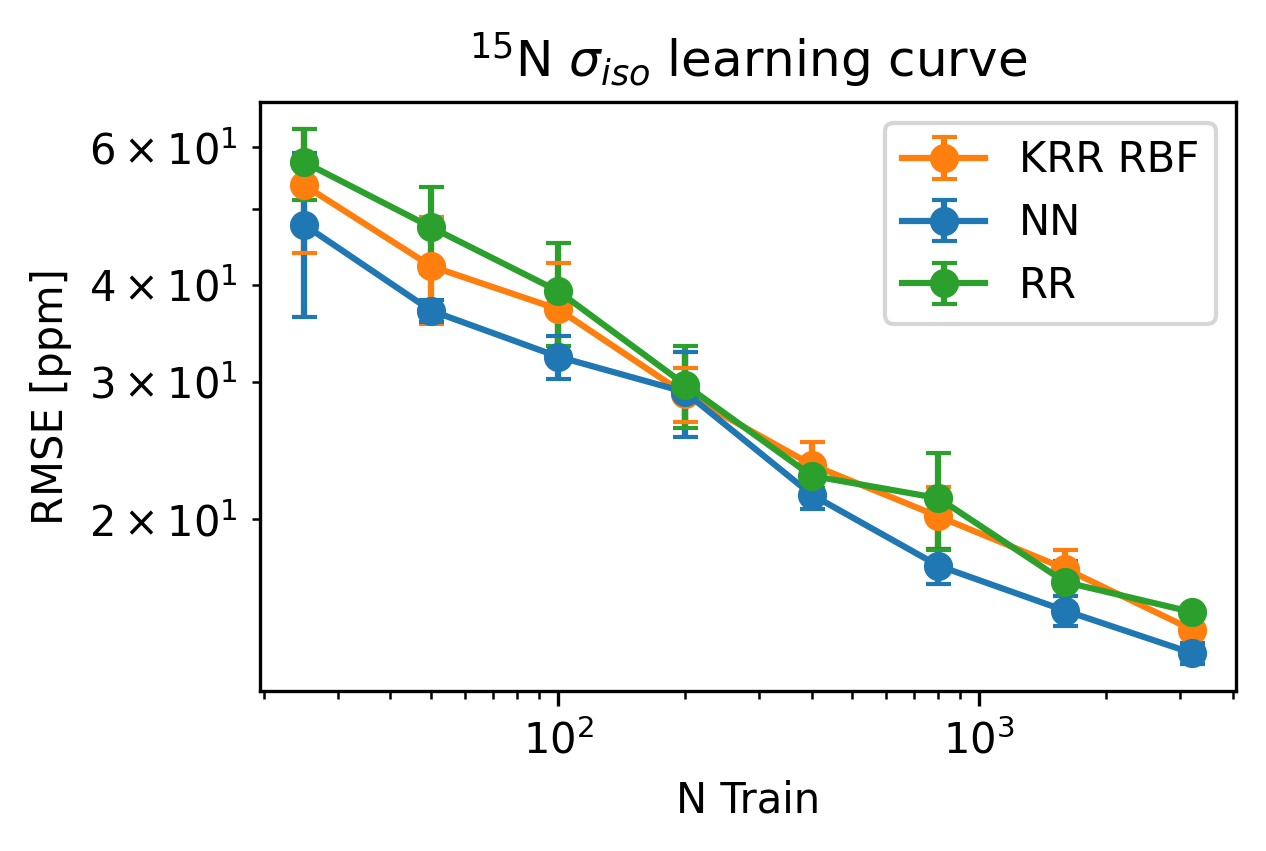 ¹⁵N σ_iso learning curve
RMSE [ppm]
6 × 10¹
4 × 10¹
3 × 10¹
2 × 10¹
KRR RBF
NN
RR
10²
10³
N Train